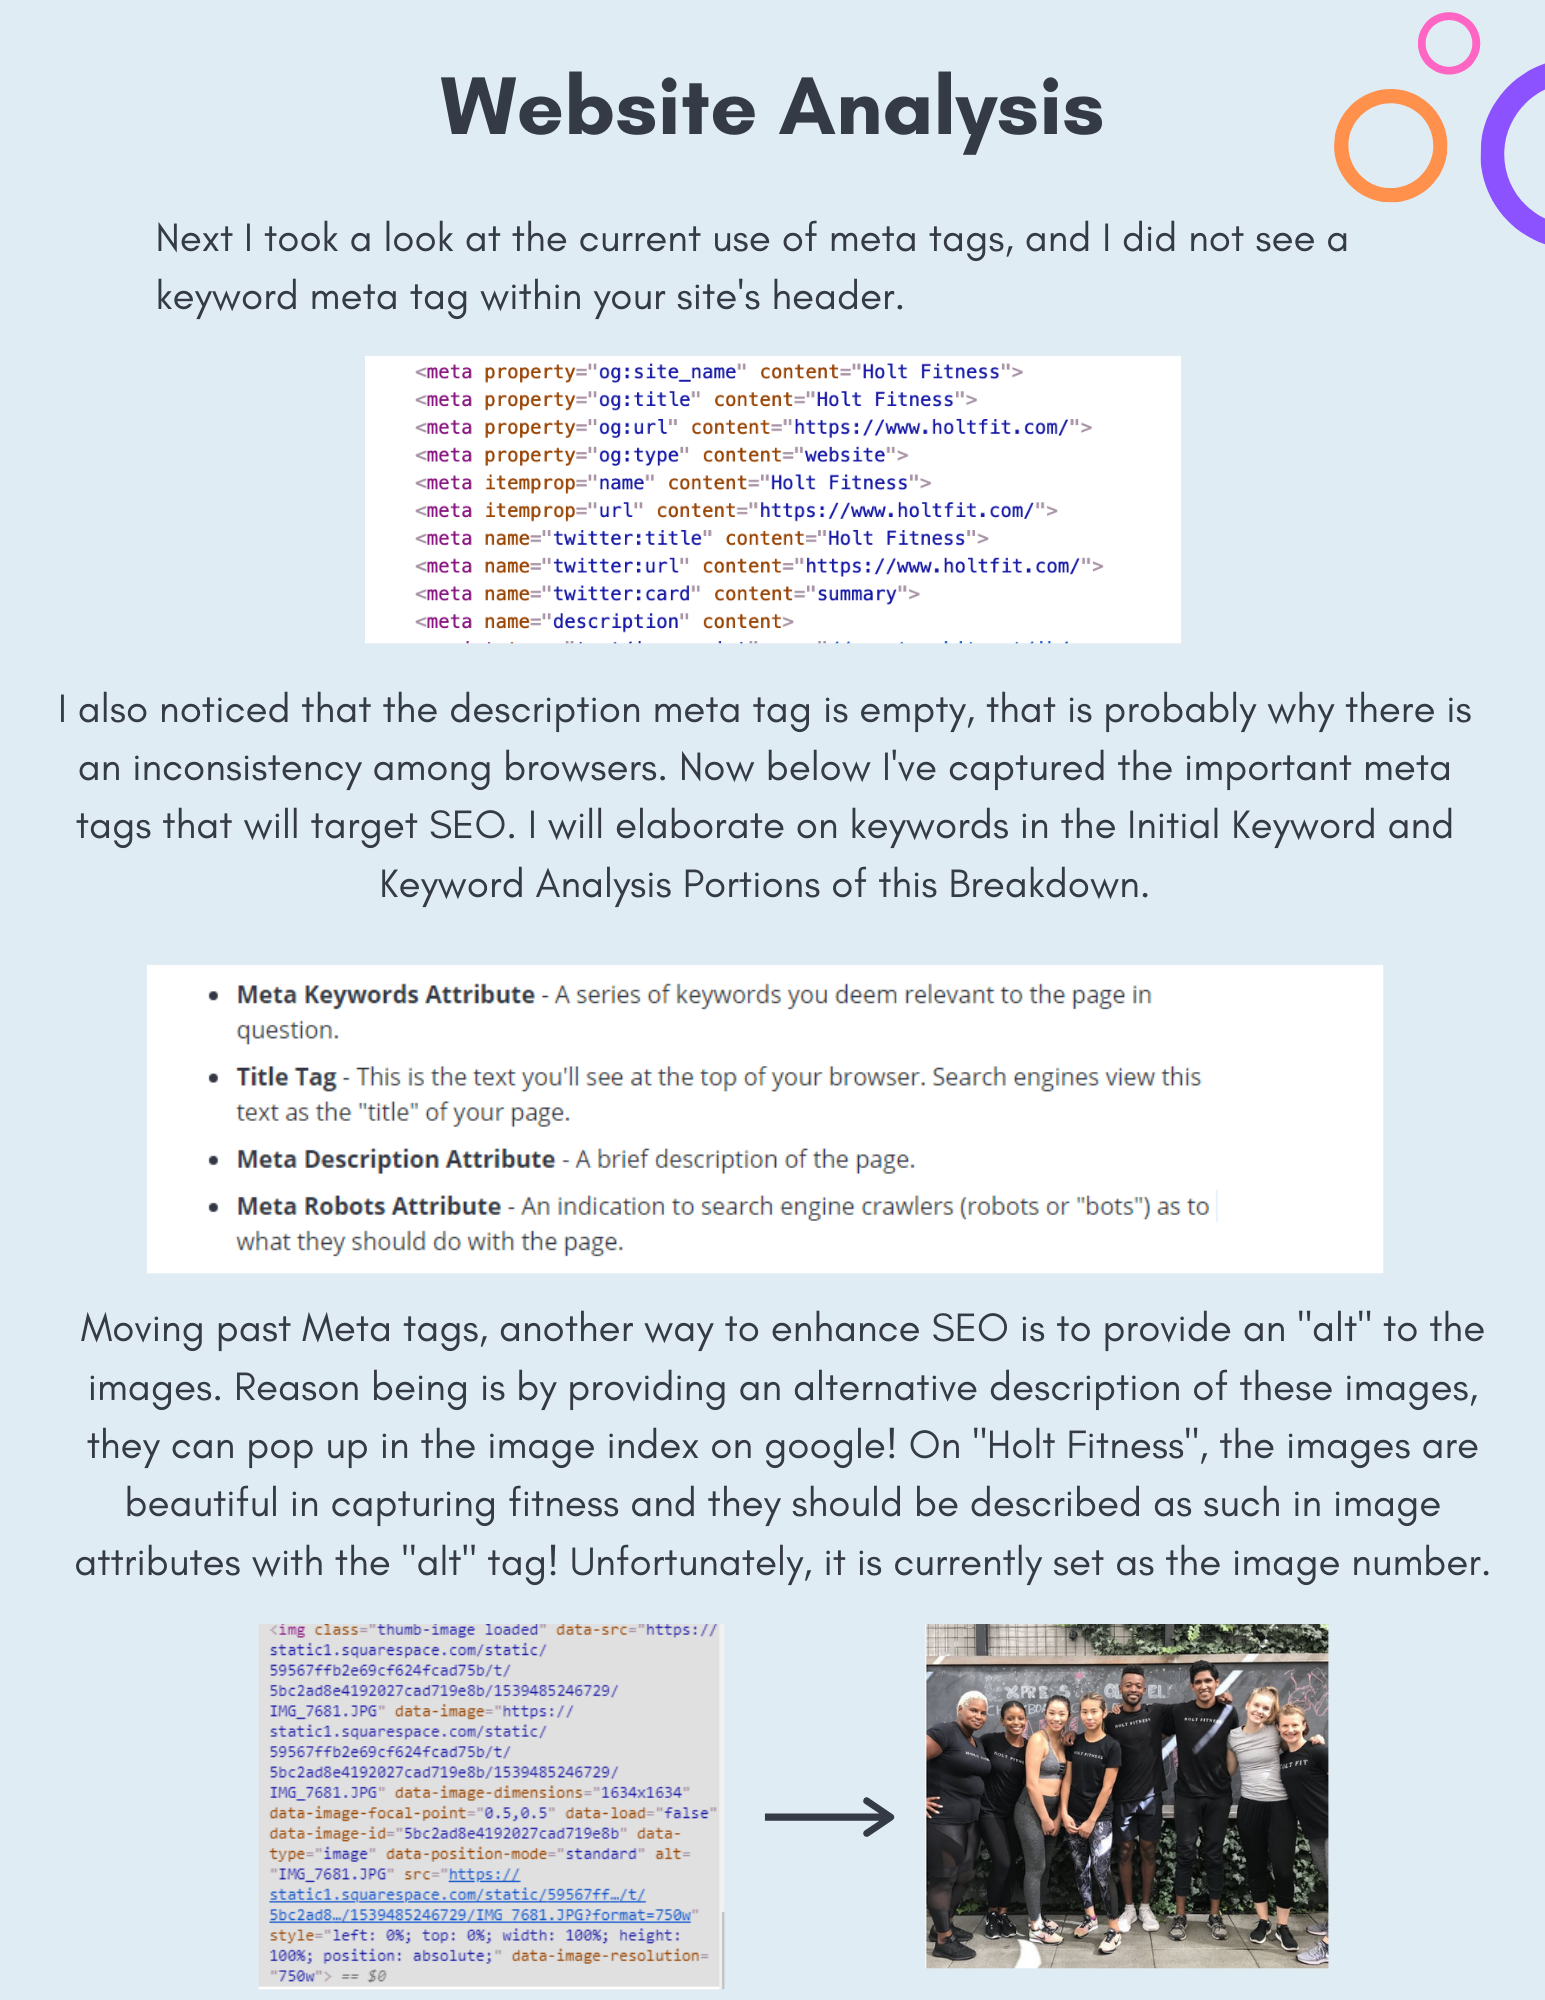 Website Analysis
Next I took a look at the current use of meta tags, and I did not see a
keyword meta tag within your site's header.
<meta property="og:site_name" content="Holt Fitness">
<meta property="og:title" content="Holt Fitness">
<meta property="og:url" content="https://www.holtfit.com/">
<meta property="og:type" content="website">
<meta itemprop="name" content="Holt Fitness">
<meta itemprop="url" content="https://www.holtfit.com/">
<meta name="twitter:title" content="Holt Fitness">
<meta name="twitter:url" content="https://www.holtfit.com/">
<meta name="twitter:card" content="summary">
<meta name="description" content>
I also noticed that the description meta tag is empty, that is probably why there is
an inconsistency among browsers. Now below I've captured the important meta
tags that will target SEO. I will elaborate on keywords in the Initial Keyword and
Keyword Analysis Portions of this Breakdown.
• Meta Keywords Attribute - A series of keywords you deem relevant to the page in
question.
• Title Tag - This is the text you'll see at the top of your browser. Search engines view this
text as the "title" of your page.
• Meta Description Attribute - A brief description of the page.
• Meta Robots Attribute - An indication to search engine crawlers (robots or "bots") as to
what they should do with the page.
Moving past Meta tags, another way to enhance SEO is to provide an "alt" to the
images. Reason being is by providing an alternative description of these images,
they can pop up in the image index on google! On "Holt Fitness", the images are
beautiful in capturing fitness and they should be described as such in image
attributes with the "alt" tag! Unfortunately, it is currently set as the image number.
<img class="thumb-image loaded" data-src="https://
static1.squarespace.com/static/
59567ffb2e69cf624fcad75b/t/
5bc2ad8e4192027cad719e8b/1539485246729/
IMG_7681.JPG" data-image="https://
static1.squarespace.com/static/
59567ffb2e69cf624fcad75b/t/
5bc2ad8e4192027cad719e8b/1539485246729/
IMG_7681.JPG" data-image-dimensions="1634x1634"
data-image-focal-point="0.5,0.5" data-load="false"
data-image-id="5bc2ad8e4192027cad719e8b" data-
type="image" data-position-mode="standard" alt=
"IMG_7681.JPG" src="https://
static1.squarespace.com/static/59567ff…/t/
5bc2ad8…/1539485246729/IMG_7681.JPG?format=750w"
style="left: 0%; top: 0%; width: 100%; height:
100%; position: absolute;" data-image-resolution=
"750w"> == $0
HOLT FITNESS
HOLT FITNESS
HOLT FITNESS
HOLT FIT